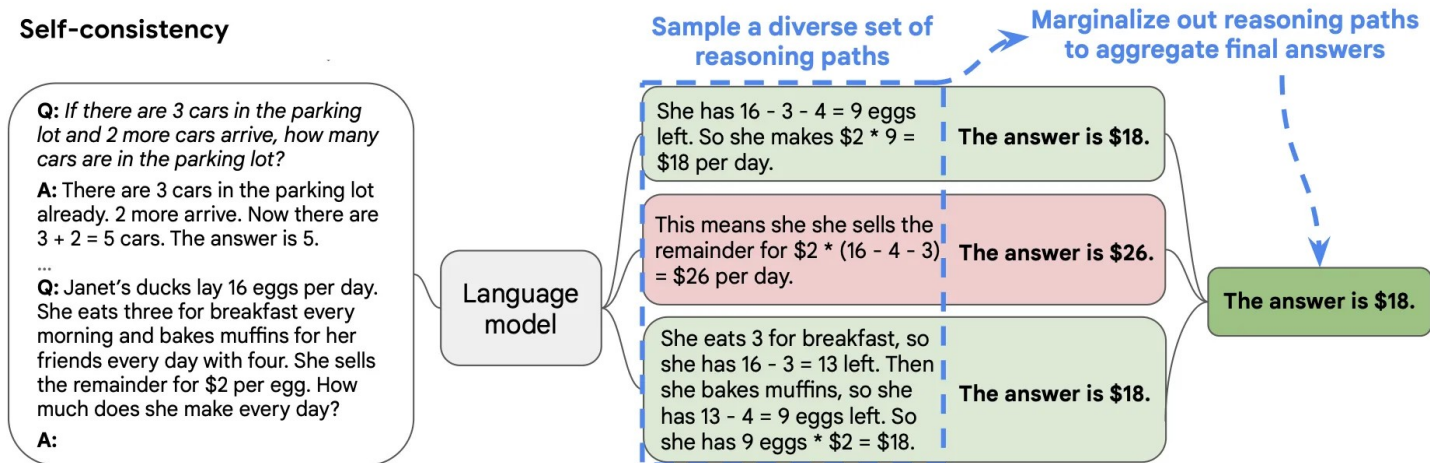 Self-consistency
Q: If there are 3 cars in the parking
lot and 2 more cars arrive, how many
cars are in the parking lot?
A: There are 3 cars in the parking lot
already. 2 more arrive. Now there are
3 + 2 = 5 cars. The answer is 5.
...
Q: Janet’s ducks lay 16 eggs per day.
She eats three for breakfast every
morning and bakes muffins for her
friends every day with four. She sells
the remainder for $2 per egg. How
much does she make every day?
A:
Language
model
Sample a diverse set of
reasoning paths
She has 16 - 3 - 4 = 9 eggs
left. So she makes $2 * 9 =
$18 per day.
The answer is $18.
This means she she sells the
remainder for $2 * (16 - 4 - 3)
= $26 per day.
The answer is $26.
She eats 3 for breakfast, so
she has 16 - 3 = 13 left. Then
she bakes muffins, so she
has 13 - 4 = 9 eggs left. So
she has 9 eggs * $2 = $18.
The answer is $18.
Marginalize out reasoning paths
to aggregate final answers
The answer is $18.